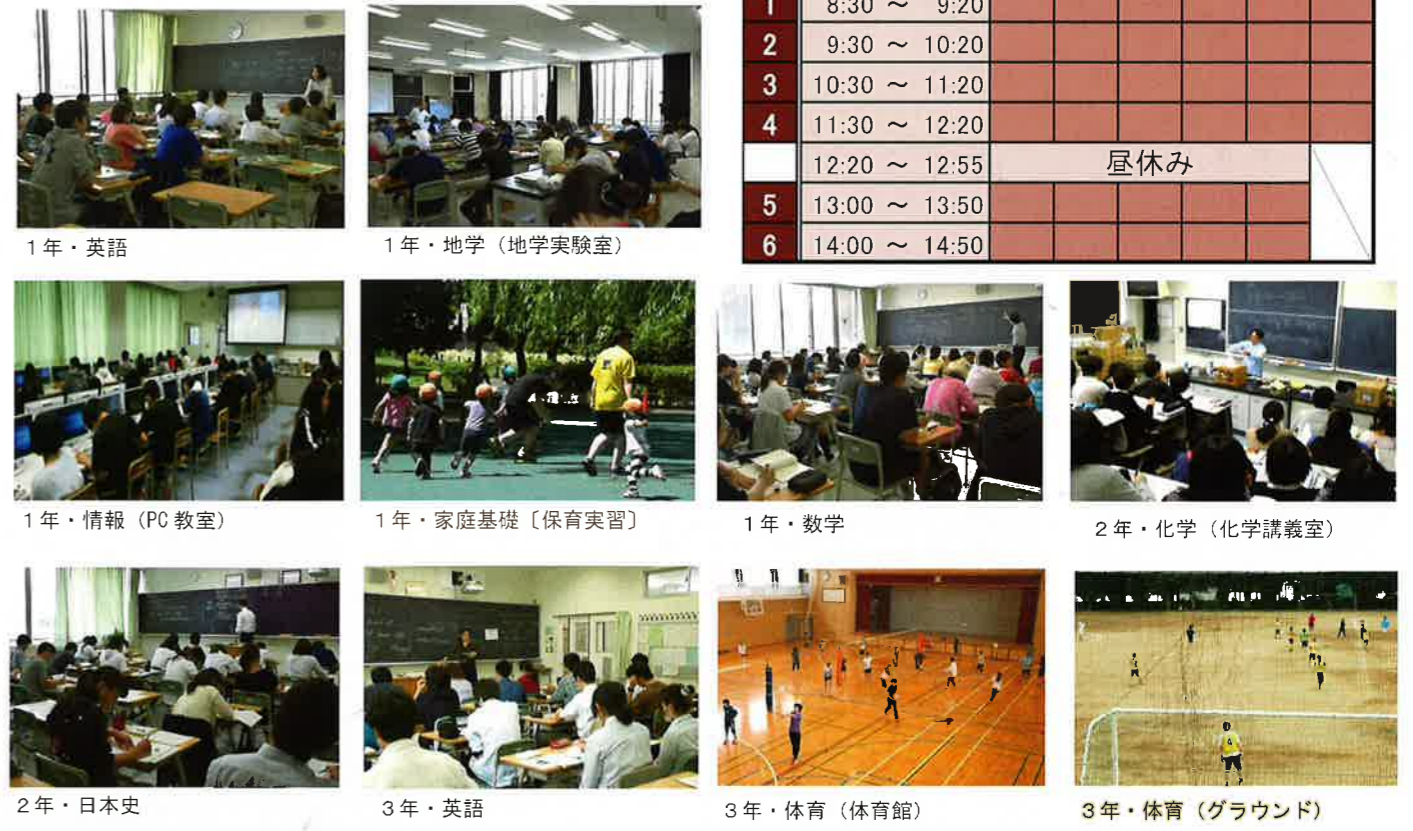 1 8:30 ～ 9:20
2 9:30 ～ 10:20
3 10:30 ～ 11:20
4 11:30 ～ 12:20
12:20 ～ 12:55 昼休み
5 13:00 ～ 13:50
6 14:00 ～ 14:50
1年・英語
1年・地学（地学実験室）
1年・情報（PC教室）
1年・家庭基礎〔保育実習〕
1年・数学
2年・化学（化学講義室）
2年・日本史
3年・英語
3年・体育（体育館）
3年・体育（グラウンド）